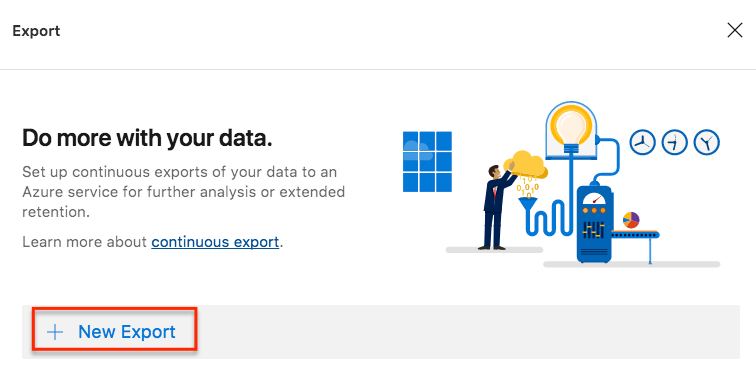 Export
Do more with your data.
Set up continuous exports of your data to an
Azure service for further analysis or extended
retention.
Learn more about continuous export.
+ New Export